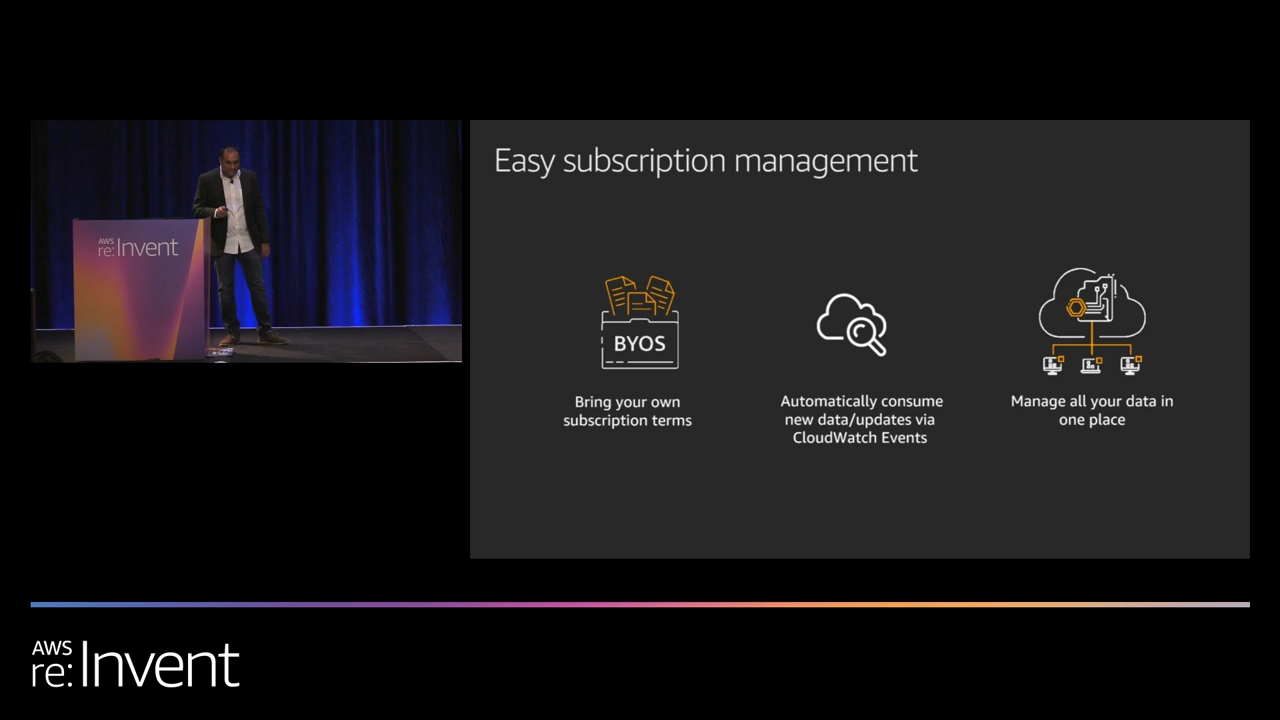 Easy subscription management
BYOS
Bring your own
subscription terms
Automatically consume
new data/updates via
CloudWatch Events
Manage all your data in
one place
AWS
re:Invent
AWS
re:Invent